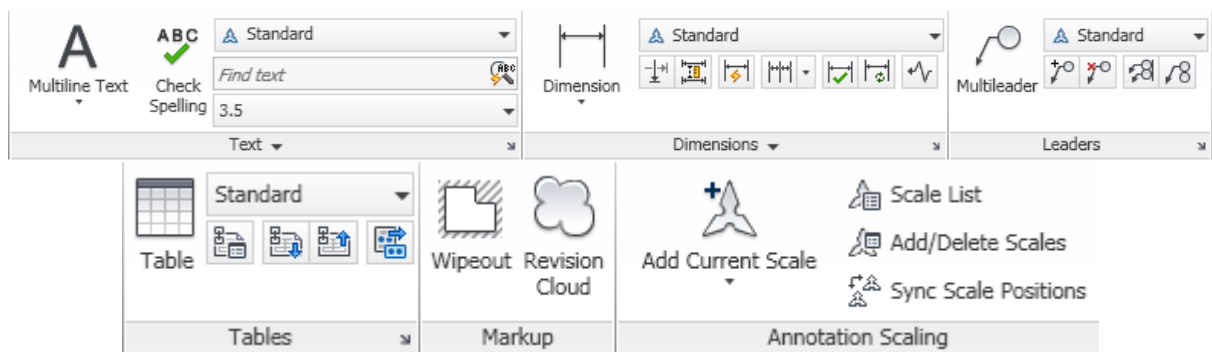 A
Multiline Text
ABC
Check
Spelling
Standard
Find text
ABC
3.5
Text
Dimension
Standard
Dimensions
Multileader
Standard
Leaders
Table
Standard
Tables
Wipeout
Revision
Cloud
Markup
Add Current Scale
Scale List
Add/Delete Scales
Sync Scale Positions
Annotation Scaling